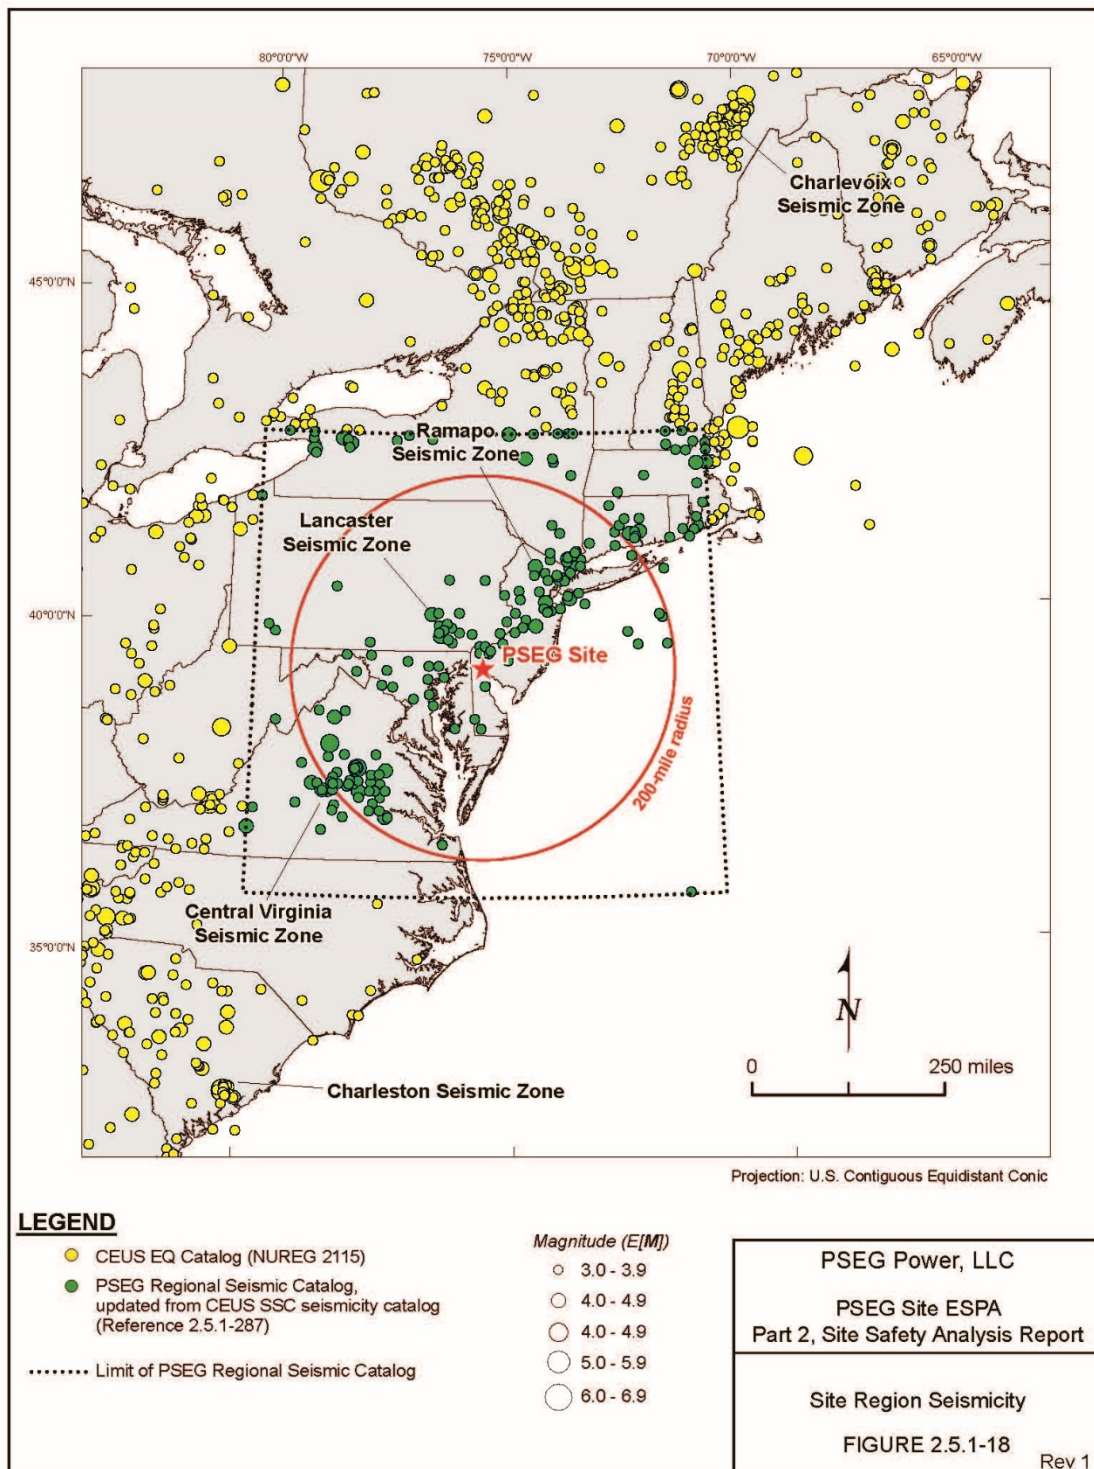 80°0'0"W
75°0'0"W
70°0'0"W
65°0'0"W
Charlevoix
Seismic Zone
45°0'0"N
Ramapo
Seismic Zone
Lancaster
Seismic Zone
40°0'0"N
PSEG Site
200-mile radius
Central Virginia
Seismic Zone
35°0'0"N
N
0
250 miles
Charleston Seismic Zone
Projection: U.S. Contiguous Equidistant Conic
LEGEND
CEUS EQ Catalog (NUREG 2115)
PSEG Regional Seismic Catalog,
updated from CEUS SSC seismicity catalog
(Reference 2.5.1-287)
Limit of PSEG Regional Seismic Catalog
Magnitude (E[M])
3.0 - 3.9
4.0 - 4.9
4.0 - 4.9
5.0 - 5.9
6.0 - 6.9
PSEG Power, LLC
PSEG Site ESPA
Part 2, Site Safety Analysis Report
Site Region Seismicity
FIGURE 2.5.1-18
Rev 1